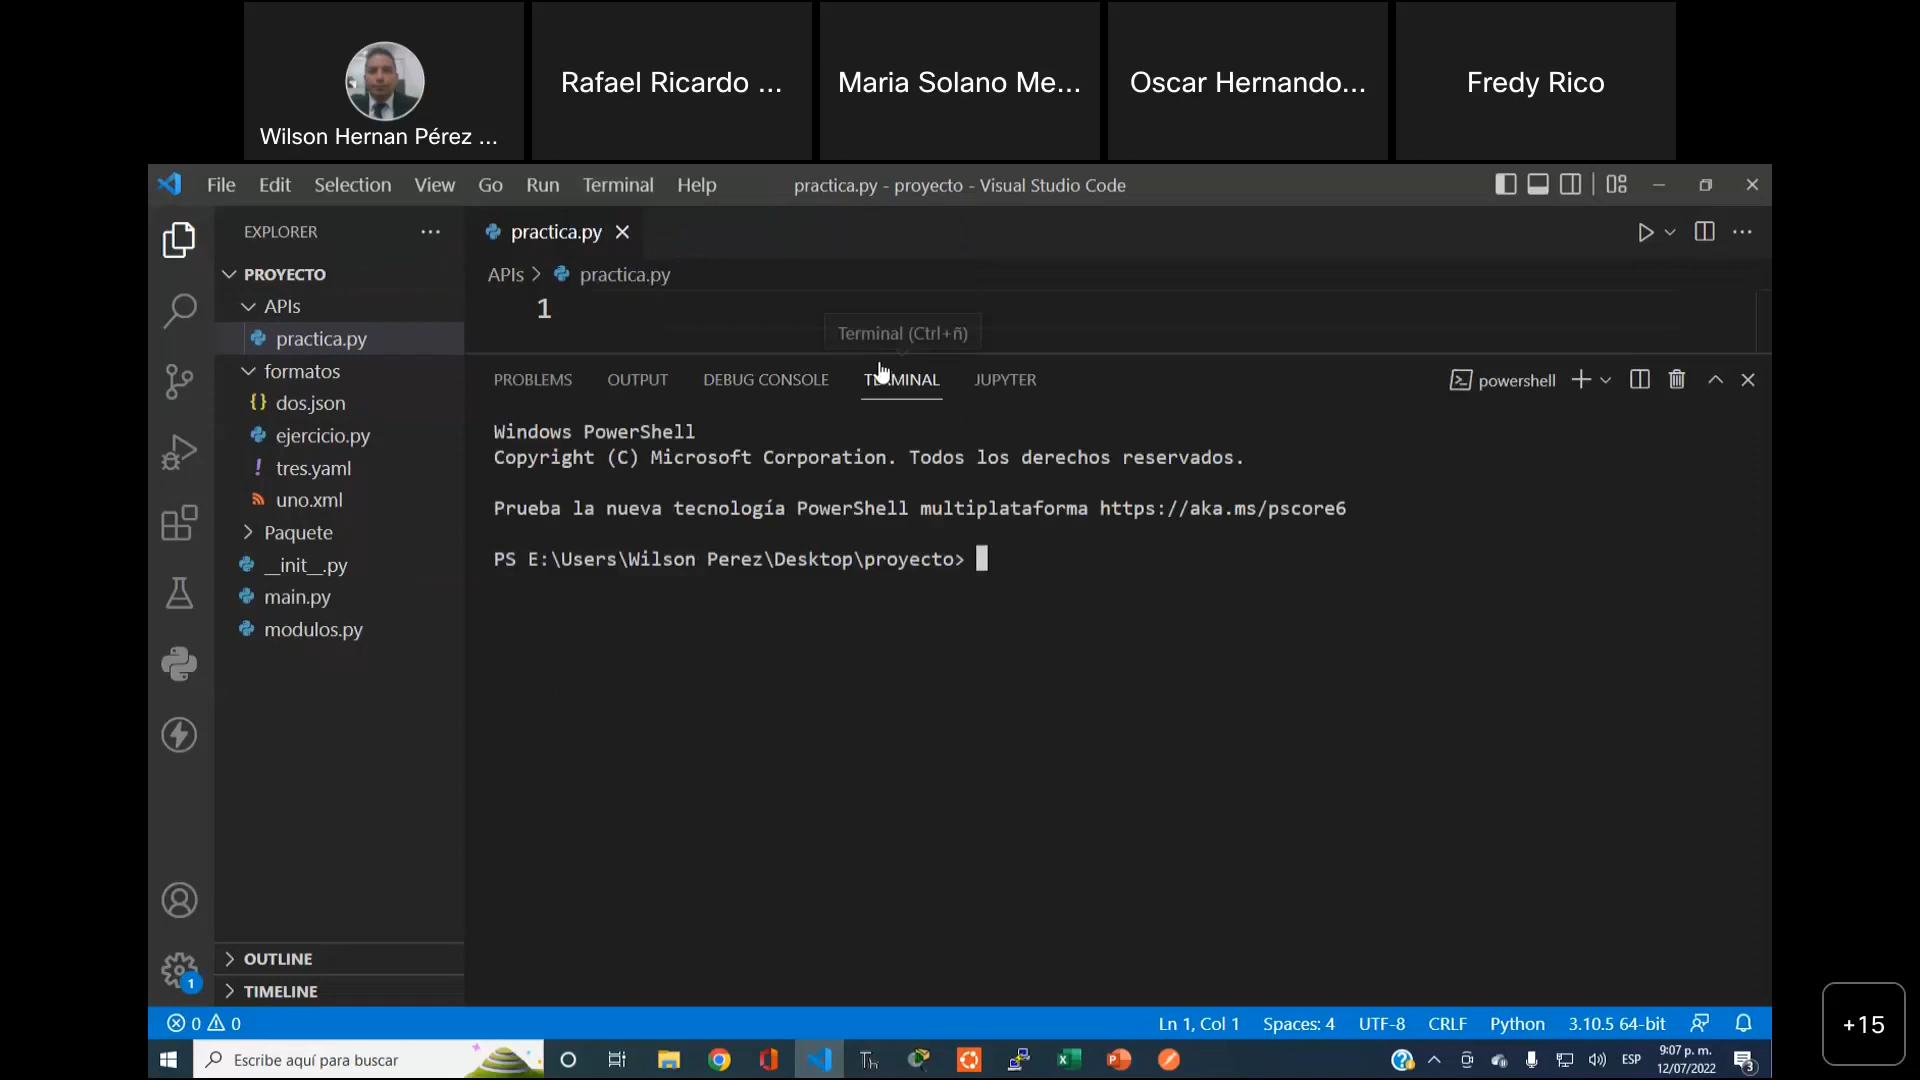 Wilson Hernan Pérez ...
Rafael Ricardo ...
Maria Solano Me...
Oscar Hernando...
Fredy Rico
File Edit Selection View Go Run Terminal Help practica.py - proyecto - Visual Studio Code
EXPLORER
practica.py
PROYECTO
APIs > practica.py
APIs
1
practica.py
Terminal (Ctrl+ñ)
formatos
PROBLEMS OUTPUT DEBUG CONSOLE TERMINAL JUPYTER powershell
{} dos.json
ejercicio.py
! tres.yaml
uno.xml
Paquete
__init__.py
main.py
modulos.py
Windows PowerShell
Copyright (C) Microsoft Corporation. Todos los derechos reservados.
Prueba la nueva tecnología PowerShell multiplataforma https://aka.ms/pscore6
PS E:\Users\Wilson Perez\Desktop\proyecto>
OUTLINE
1
TIMELINE
0 0 Ln 1, Col 1 Spaces: 4 UTF-8 CRLF Python 3.10.5 64-bit
+15
Escribe aquí para buscar
ESP
9:07 p. m.
12/07/2022
3